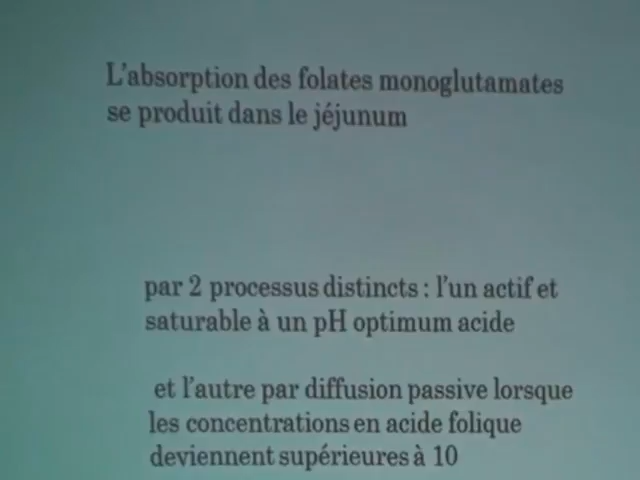 L'absorption des folates monoglutamates
se produit dans le jéjunum
par 2 processus distincts : l'un actif et
saturable à un pH optimum acide
et l'autre par diffusion passive lorsque
les concentrations en acide folique
deviennent supérieures à 10